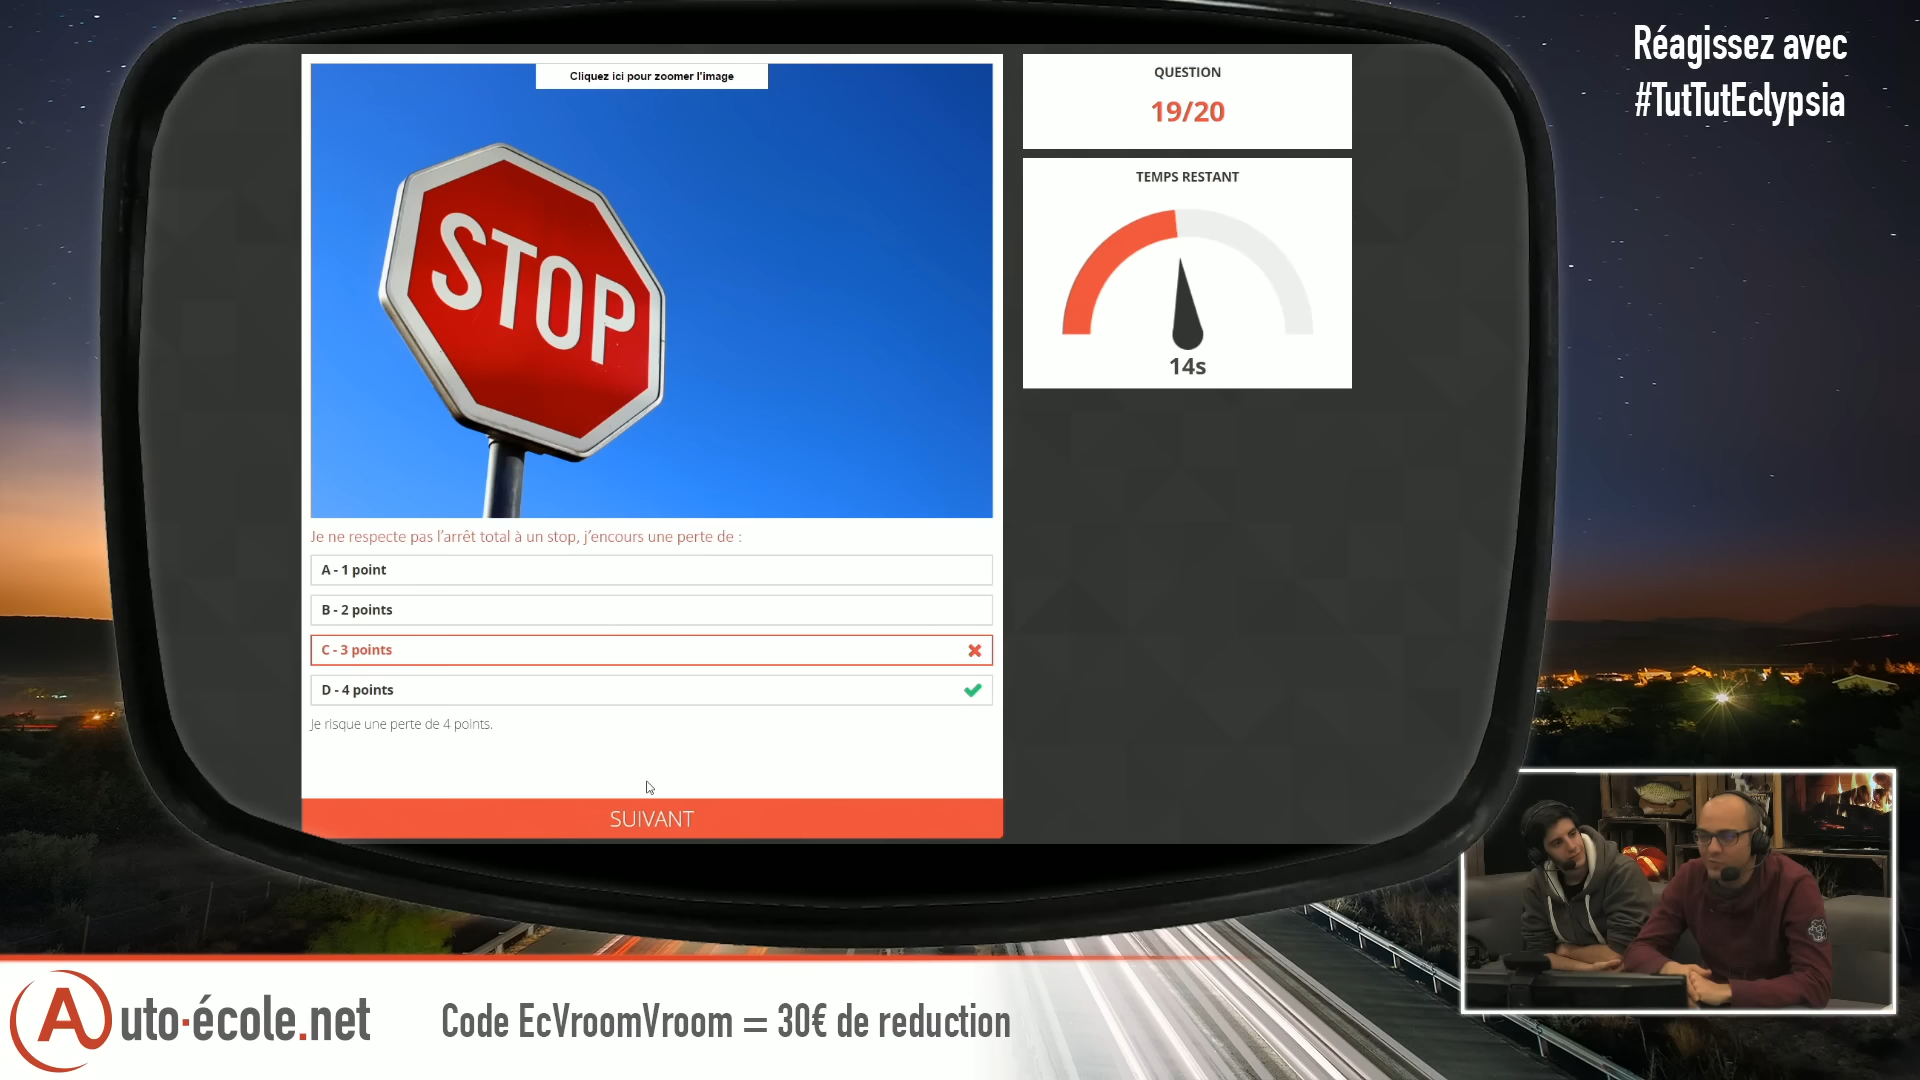 Réagissez avec
#TutTutEclypsia
Cliquez ici pour zoomer l'image
STOP
QUESTION
19/20
TEMPS RESTANT
14s
Je ne respecte pas l'arrêt total à un stop, j'encours une perte de :
A - 1 point
B - 2 points
C - 3 points
D - 4 points
Je risque une perte de 4 points.
SUIVANT
Auto·école.net
Code EcVroomVroom = 30€ de reduction